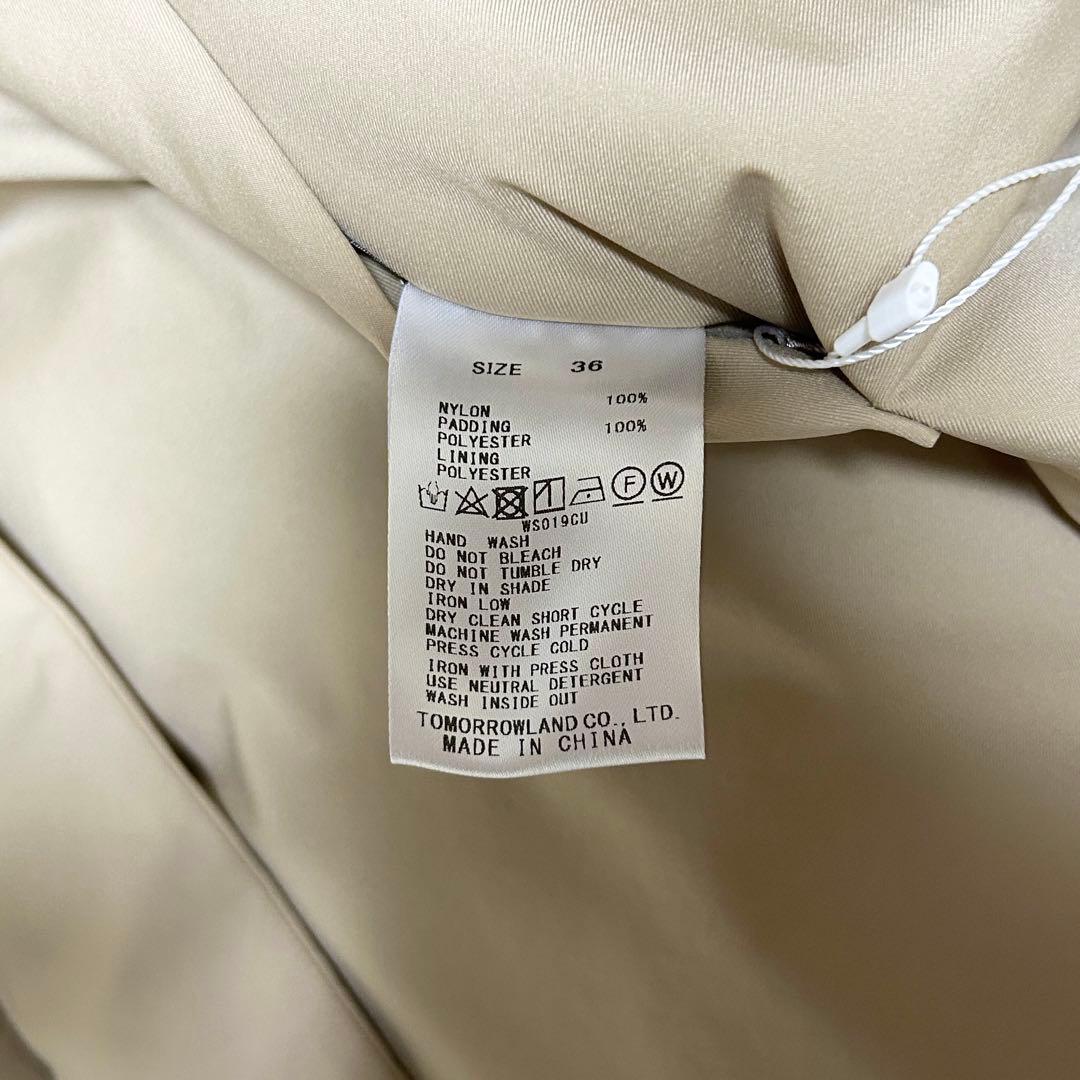 SIZE 36
NYLON 100%
PADDING
POLYESTER 100%
LINING
POLYESTER
F W
WS019CU
HAND WASH
DO NOT BLEACH
DO NOT TUMBLE DRY
DRY IN SHADE
IRON LOW
DRY CLEAN SHORT CYCLE
MACHINE WASH PERMANENT
PRESS CYCLE COLD
IRON WITH PRESS CLOTH
USE NEUTRAL DETERGENT
WASH INSIDE OUT
TOMORROWLAND CO., LTD.
MADE IN CHINA